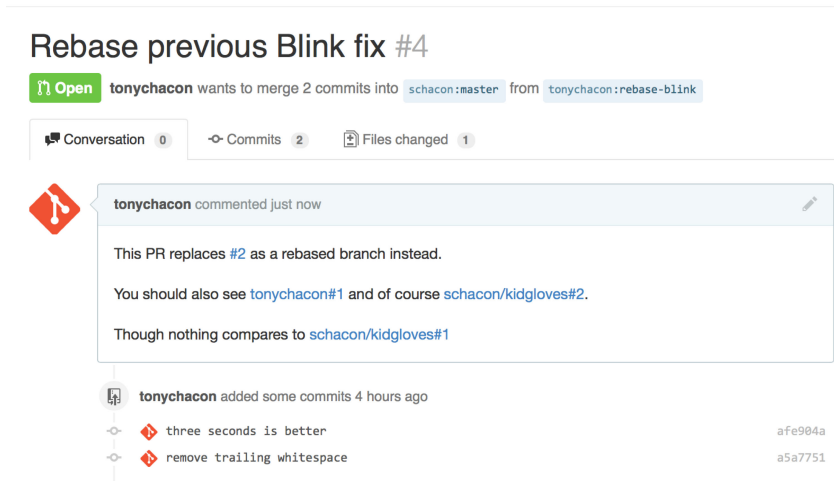 Rebase previous Blink fix #4
Open tonychacon wants to merge 2 commits into schacon:master from tonychacon:rebase-blink
Conversation 0 Commits 2 Files changed 1
tonychacon commented just now
This PR replaces #2 as a rebased branch instead.
You should also see tonychacon#1 and of course schacon/kidgloves#2.
Though nothing compares to schacon/kidgloves#1
tonychacon added some commits 4 hours ago
three seconds is better afe904a
remove trailing whitespace a5a7751